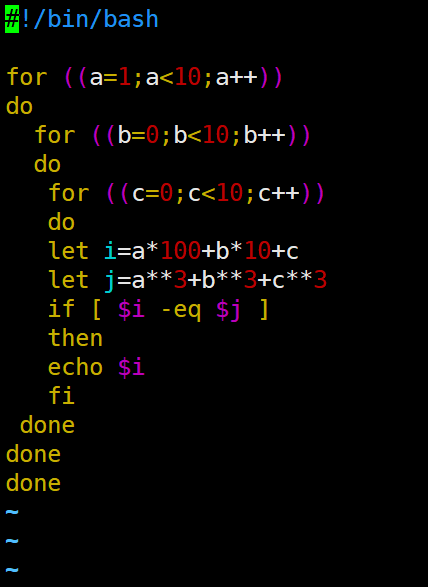 #!/bin/bash

for ((a=1;a<10;a++))
do
  for ((b=0;b<10;b++))
  do
   for ((c=0;c<10;c++))
   do
   let i=a*100+b*10+c
   let j=a**3+b**3+c**3
   if [ $i -eq $j ]
   then
   echo $i
   fi
 done
done
done
~
~
~